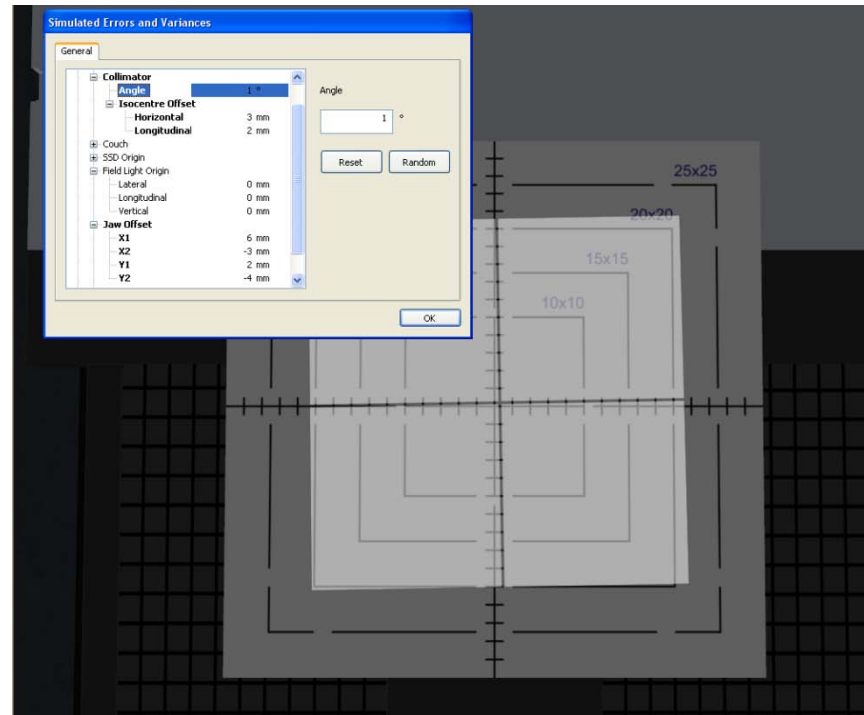 Simulated Errors and Variances
General
Collimator
Angle 1 °
Isocentre Offset
Horizontal 3 mm
Longitudinal 2 mm
Couch
SSD Origin
Field Light Origin
Lateral 0 mm
Longitudinal 0 mm
Vertical 0 mm
Jaw Offset
X1 6 mm
X2 -3 mm
Y1 2 mm
Y2 -4 mm
Angle
1 °
Reset Random
OK
25x25
20x20
15x15
10x10